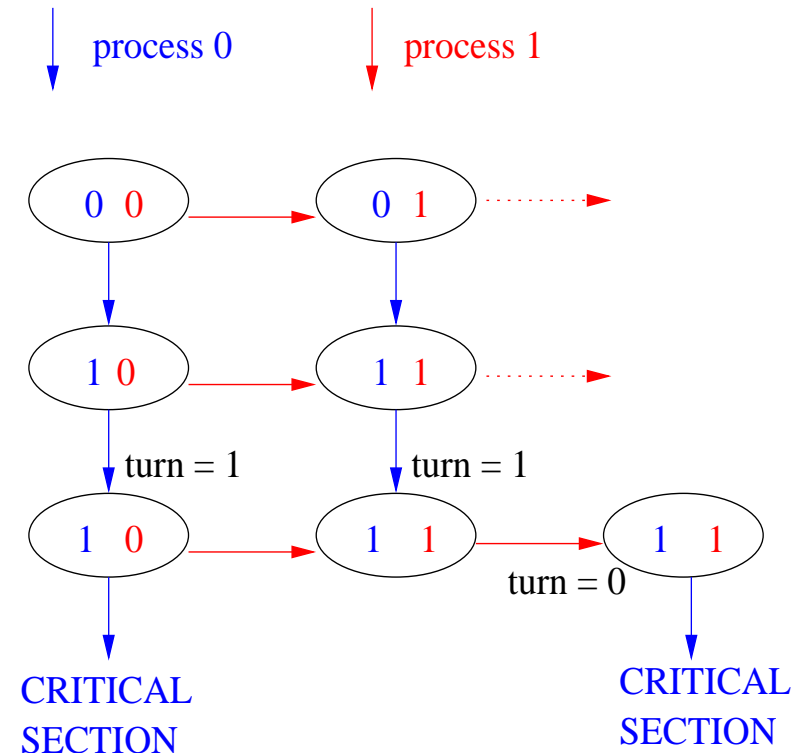 process 0
process 1
0 0
0 1
1 0
1 1
turn = 1
turn = 1
1 0
1 1
1 1
turn = 0
CRITICAL
SECTION
CRITICAL
SECTION